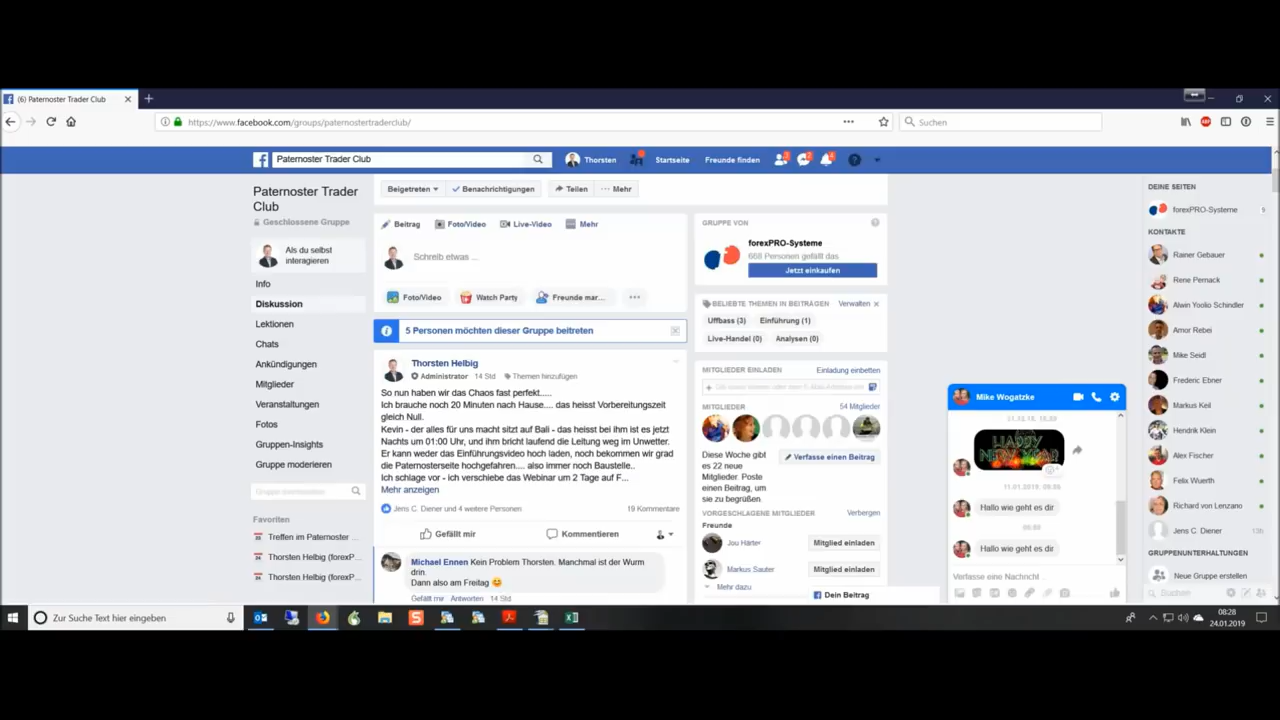 (6) Paternoster Trader Club
https://www.facebook.com/groups/paternostertraderclub/
Suchen
Paternoster Trader Club
Thorsten
Startseite
Freunde finden
Paternoster Trader
Club
Geschlossene Gruppe
Als du selbst
interagieren
Info
Diskussion
Lektionen
Chats
Ankündigungen
Mitglieder
Veranstaltungen
Fotos
Gruppen-Insights
Gruppe moderieren
Favoriten
Treffen im Paternoster ...
Thorsten Helbig (forexP...
Thorsten Helbig (forexP...
Beigetreten
Benachrichtigungen
Teilen
Mehr
Beitrag
Foto/Video
Live-Video
Mehr
Schreib etwas ...
Foto/Video
Watch Party
Freunde mar...
5 Personen möchten dieser Gruppe beitreten
Thorsten Helbig
Administrator 14 Std Themen hinzufügen
So nun haben wir das Chaos fast perfekt.....
Ich brauche noch 20 Minuten nach Hause.... das heisst Vorbereitungszeit
gleich Null.
Kevin - der alles für uns macht sitzt auf Bali - das heisst bei ihm ist es jetzt
Nachts um 01:00 Uhr, und ihm bricht laufend die Leitung weg im Unwetter.
Er kann weder das Einführungsvideo hoch laden, noch bekommen wir grad
die Paternosterseite hochgefahren.... also immer noch Baustelle..
Ich schlage vor - ich verschiebe das Webinar um 2 Tage auf F...
Mehr anzeigen
Jens C. Diener und 4 weitere Personen
19 Kommentare
Gefällt mir
Kommentieren
Michael Ennen Kein Problem Thorsten. Manchmal ist der Wurm
drin.
Dann also am Freitag
Gefällt mir Antworten 14 Std
GRUPPE VON
forexPRO-Systeme
668 Personen gefällt das
Jetzt einkaufen
BELIEBTE THEMEN IN BEITRÄGEN
Verwalten
Uffbass (3)
Einführung (1)
Live-Handel (0)
Analysen (0)
MITGLIEDER EINLADEN
Einladung einbetten
MITGLIEDER
54 Mitglieder
Diese Woche gibt
es 22 neue
Mitglieder. Poste
einen Beitrag, um
sie zu begrüßen.
Verfasse einen Beitrag
VORGESCHLAGENE MITGLIEDER
Verbergen
Freunde
Jou Härter
Mitglied einladen
Markus Sauter
Mitglied einladen
Mehr dazu
Dein Beitrag
Mike Wogatzke
HAPPY
NEW YEAR
Hallo wie geht es dir
Hallo wie geht es dir
Verfasse eine Nachricht ...
DEINE SEITEN
forexPRO-Systeme
9
KONTAKTE
Rainer Gebauer
Rene Pernack
Alwin Yoolio Schindler
Amor Rebei
Mike Seidl
Frederic Ebner
Markus Keil
Hendrik Klein
Alex Fischer
Felix Wuerth
Richard von Lenzano
Jens C. Diener
13h
GRUPPENUNTERHALTUNGEN
Neue Gruppe erstellen
Suchen
Zur Suche Text hier eingeben
08:28
24.01.2019